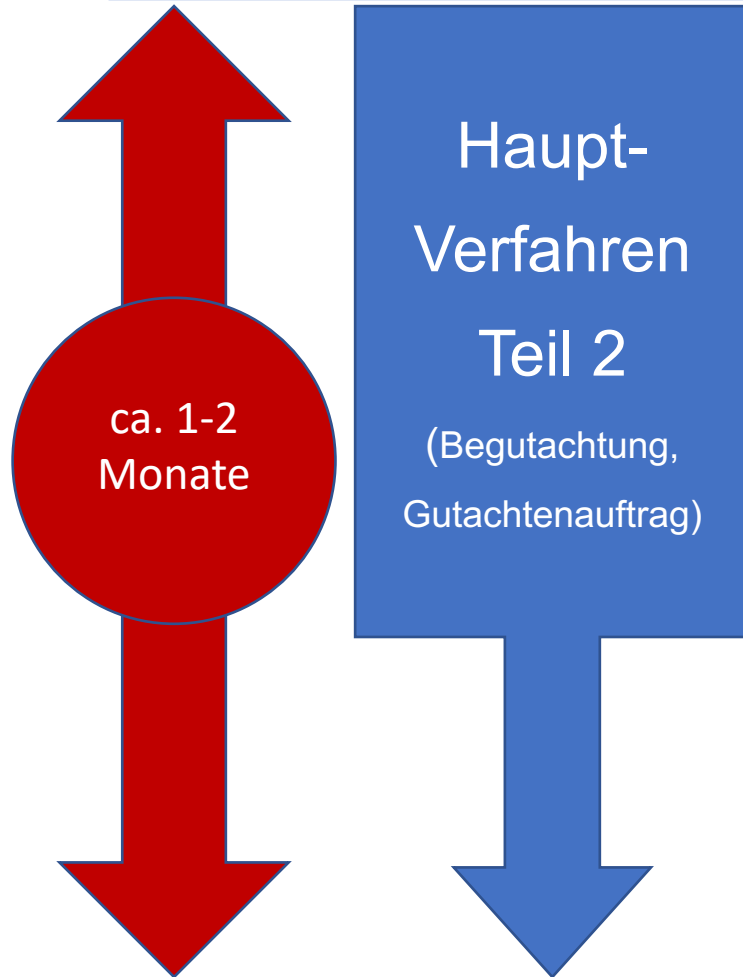 ca. 1-2
Monate
Haupt-
Verfahren
Teil 2
(Begutachtung,
Gutachtenauftrag)